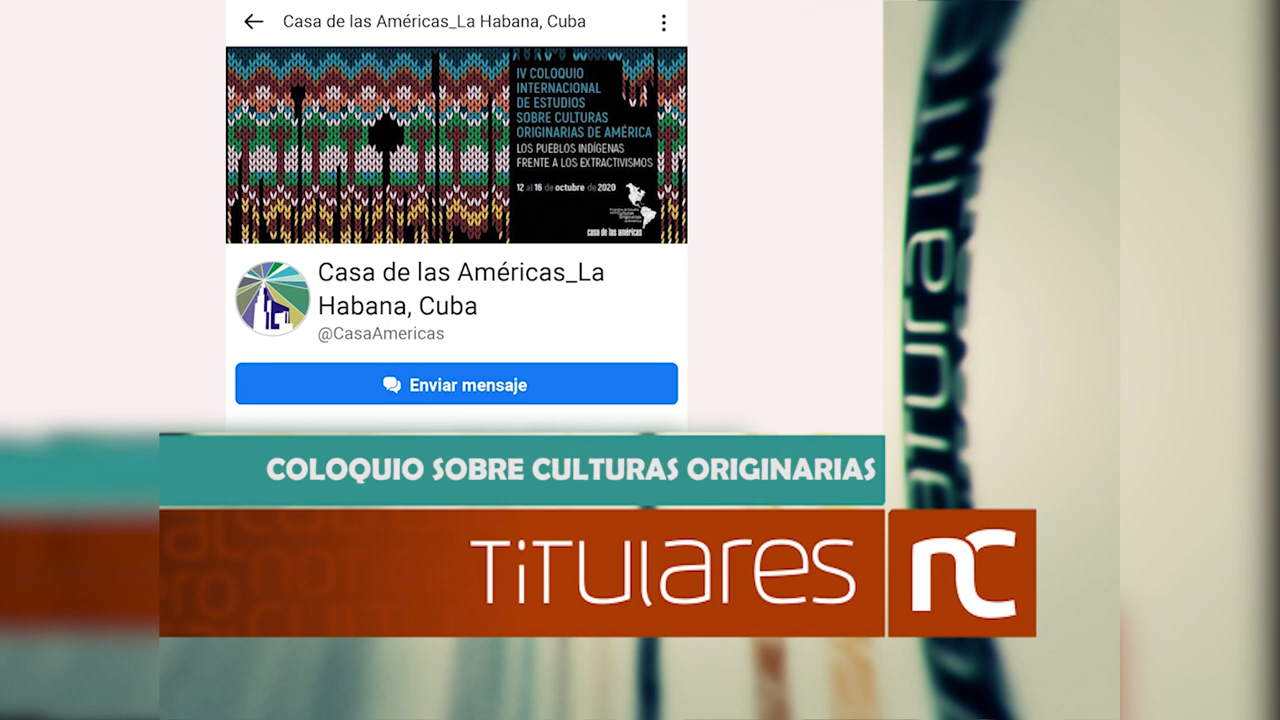 Casa de las Américas_La Habana, Cuba
IV COLOQUIO
INTERNACIONAL
DE ESTUDIOS
SOBRE CULTURAS
ORIGINARIAS DE AMÉRICA
LOS PUEBLOS INDÍGENAS
FRENTE A LOS EXTRACTIVISMOS
12 al 16 de octubre de 2020
casa de las américas
Casa de las Américas_La
Habana, Cuba
@CasaAmericas
Enviar mensaje
COLOQUIO SOBRE CULTURAS ORIGINARIAS
TiTULares
nc